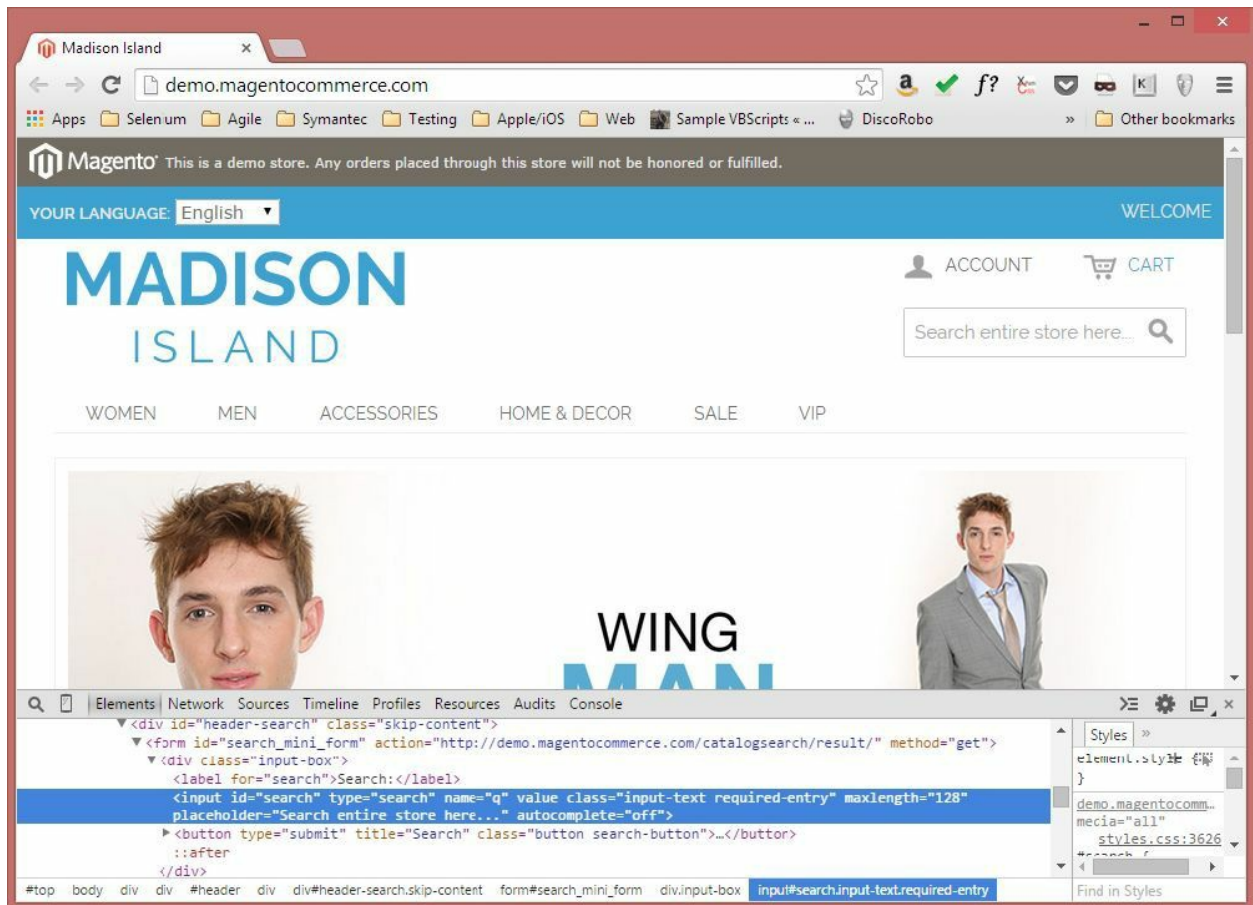 Madison Island
demo.magentocommerce.com
Apps Selenium Agile Symantec Testing Apple/iOS Web Sample VBScripts « ... DiscoRobo » Other bookmarks
Magento This is a demo store. Any orders placed through this store will not be honored or fulfilled.
YOUR LANGUAGE: English WELCOME
MADISON
ISLAND
ACCOUNT CART
Search entire store here...
WOMEN MEN ACCESSORIES HOME & DECOR SALE VIP
WING
MAN
Elements Network Sources Timeline Profiles Resources Audits Console
<div id="header-search" class="skip-content">
<form id="search_mini_form" action="http://demo.magentocommerce.com/catalogsearch/result/" method="get">
<div class="input-box">
<label for="search">Search:</label>
<input id="search" type="search" name="q" value class="input-text required-entry" maxlength="128"
placeholder="Search entire store here..." autocomplete="off">
<button type="submit" title="Search" class="button search-button">…</button>
::after
</div>
#top body div div #header div div#header-search.skip-content form#search_mini_form div.input-box input#search.input-text.required-entry
Styles »
element.style {
}
demo.magentocomm…
media="all"
styles.css:3626
#search {
Find in Styles